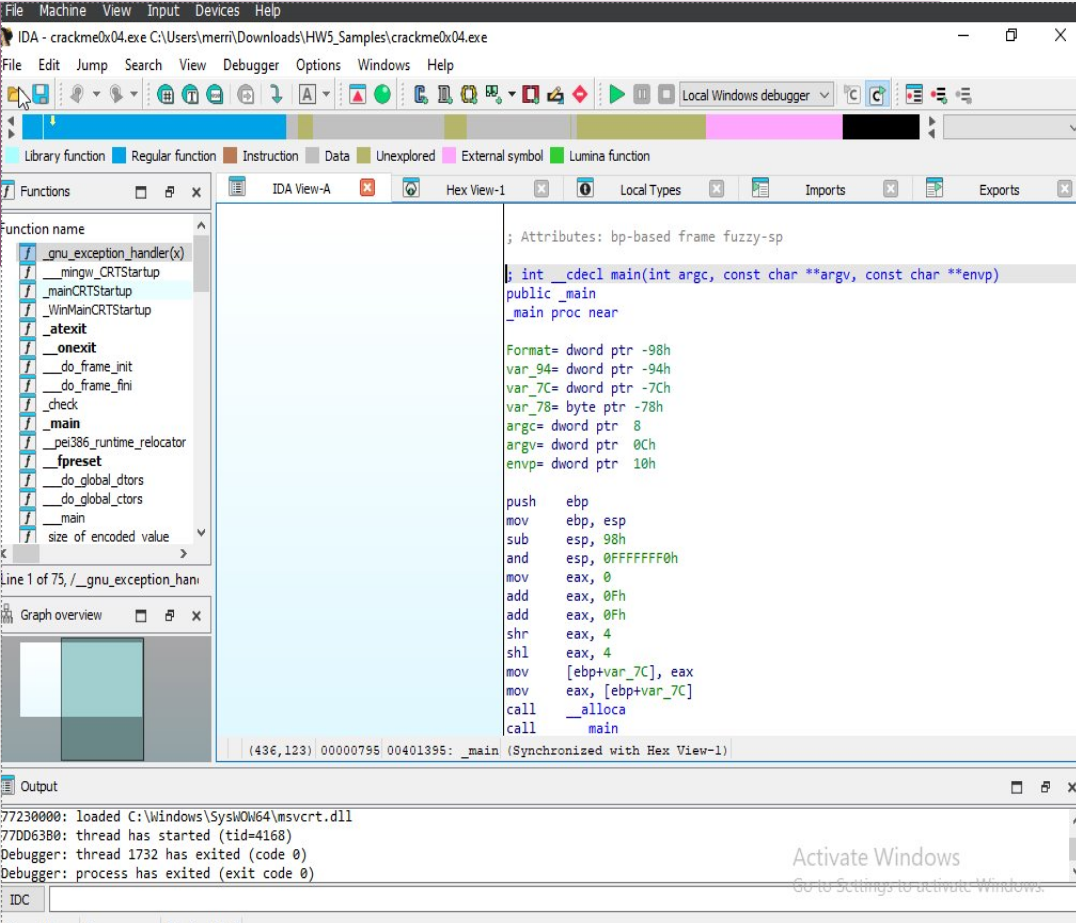 File Machine View Input Devices Help
IDA - crackme0x04.exe C:\Users\merri\Downloads\HW5_Samples\crackme0x04.exe
File Edit Jump Search View Debugger Options Windows Help
Local Windows debugger
Library function Regular function Instruction Data Unexplored External symbol Lumina function
Functions
IDA View-A Hex View-1 Local Types Imports Exports
Function name
_gnu_exception_handler(x)
___mingw_CRTStartup
_mainCRTStartup
_WinMainCRTStartup
_atexit
__onexit
___do_frame_init
___do_frame_fini
_check
_main
__pei386_runtime_relocator
__fpreset
___do_global_dtors
___do_global_ctors
___main
size of encoded value
Line 1 of 75, /__gnu_exception_han
Graph overview
; Attributes: bp-based frame fuzzy-sp
; int __cdecl main(int argc, const char **argv, const char **envp)
public _main
_main proc near
Format= dword ptr -98h
var_94= dword ptr -94h
var_7C= dword ptr -7Ch
var_78= byte ptr -78h
argc= dword ptr 8
argv= dword ptr 0Ch
envp= dword ptr 10h
push ebp
mov ebp, esp
sub esp, 98h
and esp, 0FFFFFFF0h
mov eax, 0
add eax, 0Fh
add eax, 0Fh
shr eax, 4
shl eax, 4
mov [ebp+var_7C], eax
mov eax, [ebp+var_7C]
call __alloca
call main
(436,123) 00000795 00401395: _main (Synchronized with Hex View-1)
Output
77230000: loaded C:\Windows\SysWOW64\msvcrt.dll
77DD63B0: thread has started (tid=4168)
Debugger: thread 1732 has exited (code 0)
Debugger: process has exited (exit code 0)
Activate Windows
Go to Settings to activate Windows.
IDC